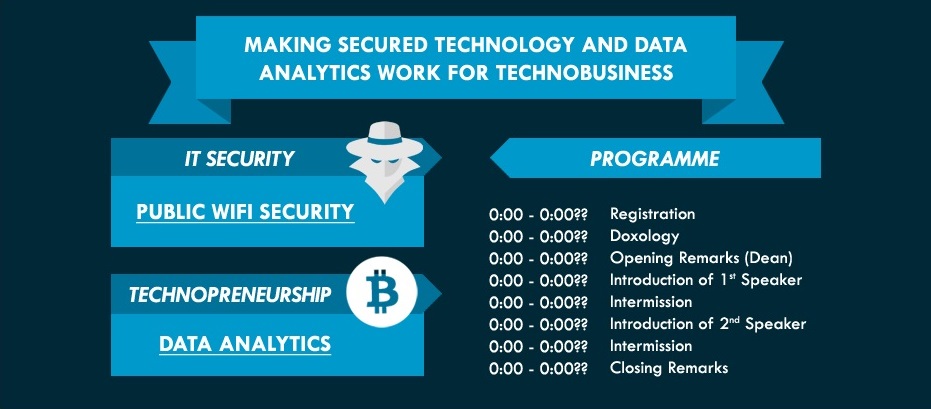 MAKING SECURED TECHNOLOGY AND DATA
ANALYTICS WORK FOR TECHNOBUSINESS
IT SECURITY
PUBLIC WIFI SECURITY
TECHNOPRENEURSHIP
DATA ANALYTICS
PROGRAMME
0:00 - 0:00?? Registration
0:00 - 0:00?? Doxology
0:00 - 0:00?? Opening Remarks (Dean)
0:00 - 0:00?? Introduction of 1st Speaker
0:00 - 0:00?? Intermission
0:00 - 0:00?? Introduction of 2nd Speaker
0:00 - 0:00?? Intermission
0:00 - 0:00?? Closing Remarks